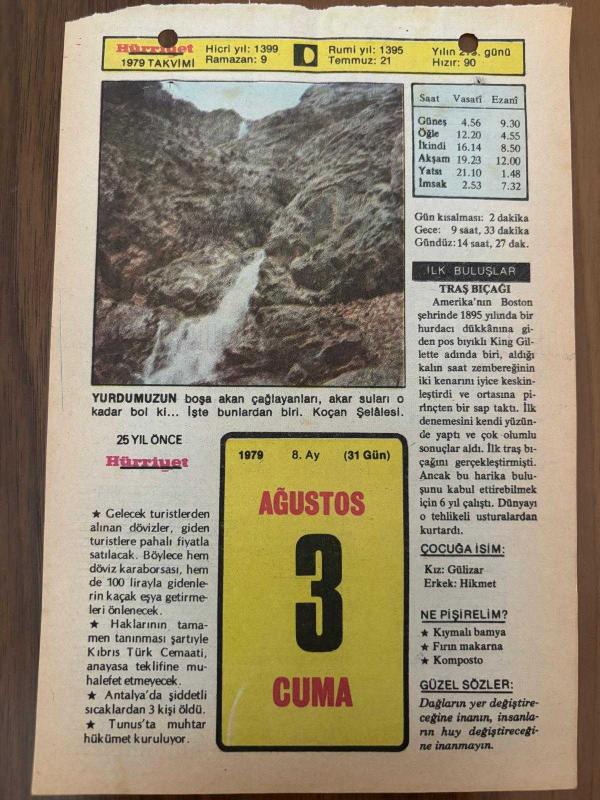 Hürriyet
1979 TAKVİMİ
Hicri yıl: 1399
Ramazan: 9
Rumi yıl: 1395
Temmuz: 21
Yılın günü
Hızır: 90
Saat Vasatî Ezanî
Güneş 4.56 9.30
Öğle 12.20 4.55
İkindi 16.14 8.50
Akşam 19.23 12.00
Yatsı 21.10 1.48
İmsak 2.53 7.32
Gün kısalması: 2 dakika
Gece: 9 saat, 33 dakika
Gündüz: 14 saat, 27 dak.
YURDUMUZUN boşa akan çağlayanları, akar suları o
kadar bol ki... İşte bunlardan biri. Koçan Şelâlesi.
İLK BULUŞLAR
TRAŞ BIÇAĞI
Amerika'nın Boston
şehrinde 1895 yılında bir
hurdacı dükkânına gi-
den pos bıyıklı King Gil-
lette adında biri, aldığı
kalın saat zembereğinin
iki kenarını iyice keskin-
leştirdi ve ortasına pi-
rinçten bir sap taktı. İlk
denemesini kendi yüzün-
de yaptı ve çok olumlu
sonuçlar aldı. İlk traş bı-
çağını gerçekleştirmişti.
Ancak bu harika bulu-
şunu kabul ettirebilmek
için 6 yıl çalıştı. Dünyayı
o tehlikeli usturalardan
kurtardı.
ÇOCUĞA İSİM:
Kız: Gülizar
Erkek: Hikmet
NE PİŞİRELİM?
★ Kıymalı bamya
★ Fırın makarna
★ Komposto
GÜZEL SÖZLER:
Dağların yer değiştire-
ceğine inanın, insanla-
rın huy değiştireceği-
ne inanmayın.
25 YIL ÖNCE
Hürriyet
★ Gelecek turistlerden
alınan dövizler, giden
turistlere pahalı fiyatla
satılacak. Böylece hem
döviz karaborsası, hem
de 100 lirayla gidenle-
rin kaçak eşya getirme-
leri önlenecek.
★ Haklarının tama-
men tanınması şartiyle
Kıbrıs Türk Cemaati,
anayasa teklifine mu-
halefet etmeyecek.
★ Antalya'da şiddetli
sıcaklardan 3 kişi öldü.
★ Tunus'ta muhtar
hükümet kuruluyor.
1979 8. Ay (31 Gün)
AĞUSTOS
3
CUMA